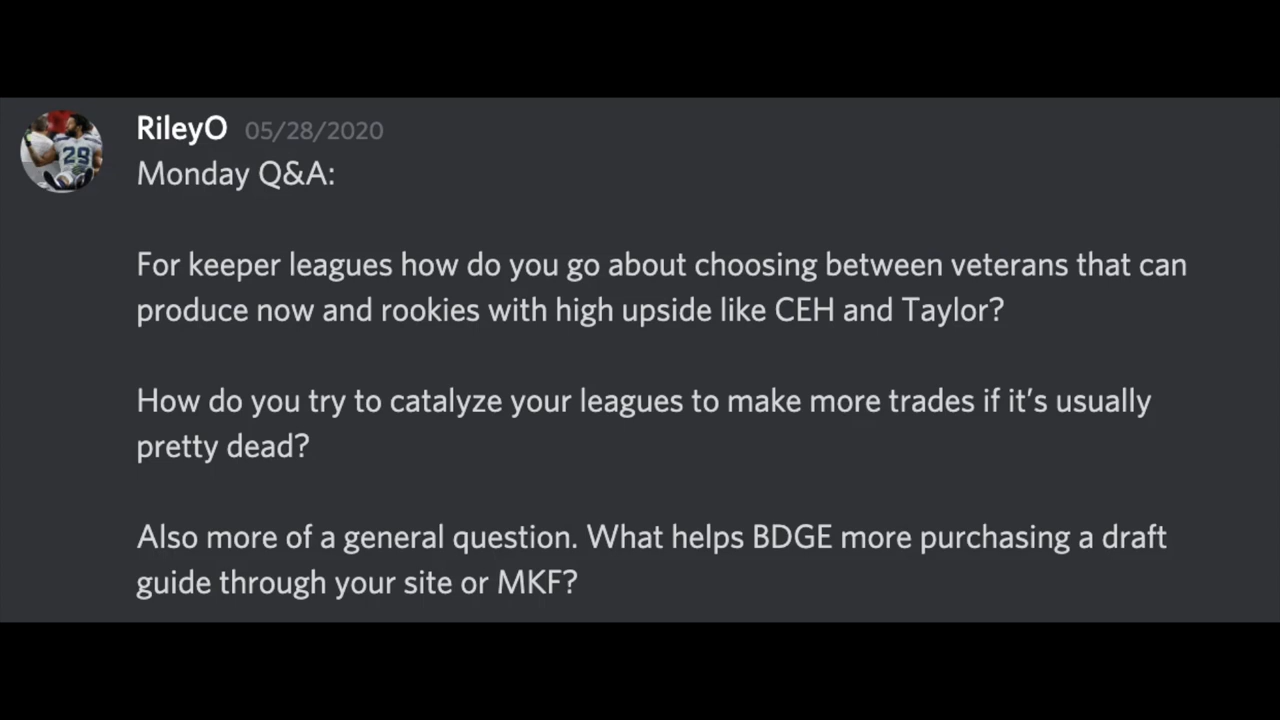 RileyO 05/28/2020
Monday Q&A:
For keeper leagues how do you go about choosing between veterans that can
produce now and rookies with high upside like CEH and Taylor?
How do you try to catalyze your leagues to make more trades if it’s usually
pretty dead?
Also more of a general question. What helps BDGE more purchasing a draft
guide through your site or MKF?
29